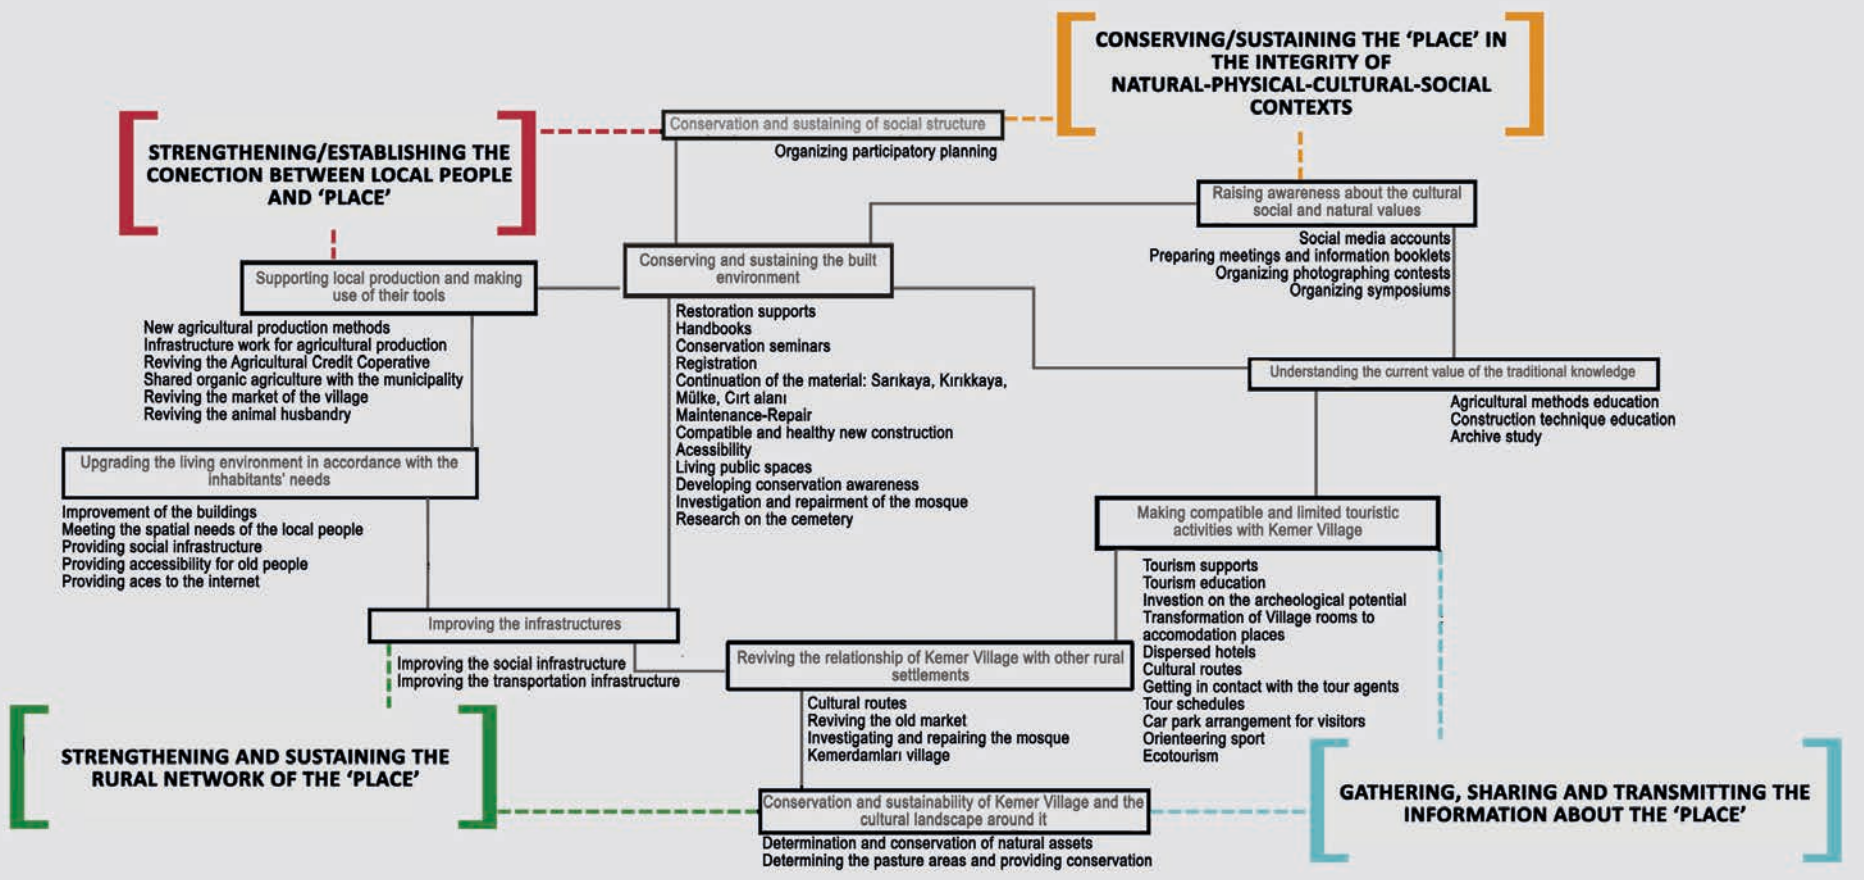 CONSERVING/SUSTAINING THE ‘PLACE’ IN
THE INTEGRITY OF
NATURAL-PHYSICAL-CULTURAL-SOCIAL
CONTEXTS
STRENGTHENING/ESTABLISHING THE
CONECTION BETWEEN LOCAL PEOPLE
AND ‘PLACE’
Conservation and sustaining of social structure
Organizing participatory planning
Raising awareness about the cultural
social and natural values
Social media accounts
Preparing meetings and information booklets
Organizing photographing contests
Organizing symposiums
Supporting local production and making
use of their tools
New agricultural production methods
Infrastructure work for agricultural production
Reviving the Agricultural Credit Coperative
Shared organic agriculture with the municipality
Reviving the market of the village
Reviving the animal husbandry
Conserving and sustaining the built
environment
Restoration supports
Handbooks
Conservation seminars
Registration
Continuation of the material: Sarıkaya, Kırıkkaya,
Mülke, Cırt alanı
Maintenance-Repair
Compatible and healthy new construction
Acessibility
Living public spaces
Developing conservation awareness
Investigation and repairment of the mosque
Research on the cemetery
Understanding the current value of the traditional knowledge
Agricultural methods education
Construction technique education
Archive study
Upgrading the living environment in accordance with the
inhabitants’ needs
Improvement of the buildings
Meeting the spatial needs of the local people
Providing social infrastructure
Providing accessibility for old people
Providing aces to the internet
Making compatible and limited touristic
activities with Kemer Village
Tourism supports
Tourism education
Invention on the archeological potential
Transformation of Village rooms to
accomodation places
Dispersed hotels
Cultural routes
Getting in contact with the tour agents
Tour schedules
Car park arrangement for visitors
Orienteering sport
Ecotourism
Improving the infrastructures
Improving the social infrastructure
Improving the transportation infrastructure
Reviving the relationship of Kemer Village with other rural
settlements
Cultural routes
Reviving the old market
Investigating and repairing the mosque
Kemerdamları village
STRENGTHENING AND SUSTAINING THE
RURAL NETWORK OF THE ‘PLACE’
Conservation and sustainability of Kemer Village and the
cultural landscape around it
Determination and conservation of natural assets
Determining the pasture areas and providing conservation
GATHERING, SHARING AND TRANSMITTING THE
INFORMATION ABOUT THE ‘PLACE’